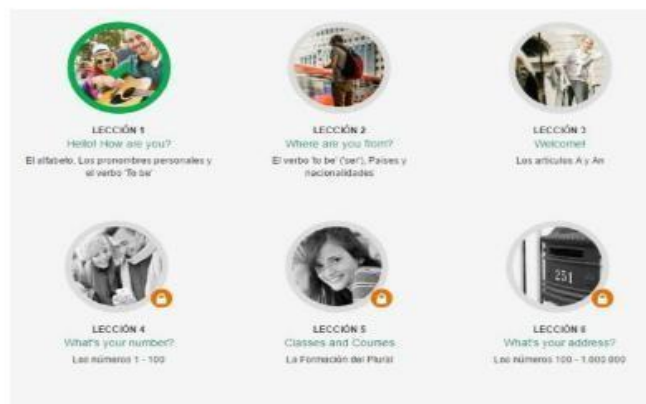 LECCIÓN 1
Hello! How are you?
El alfabeto, Los pronombres personales y
el verbo 'To be'
LECCIÓN 2
Where are you from?
El verbo 'to be' ('ser'), Países y
nacionalidades
LECCIÓN 3
Welcome!
Los artículos A y An
251
LECCIÓN 4
What's your number?
Los números 1 - 100
LECCIÓN 5
Classes and Courses
La Formación del Plural
LECCIÓN 6
What's your address?
Los números 100 - 1.000.000